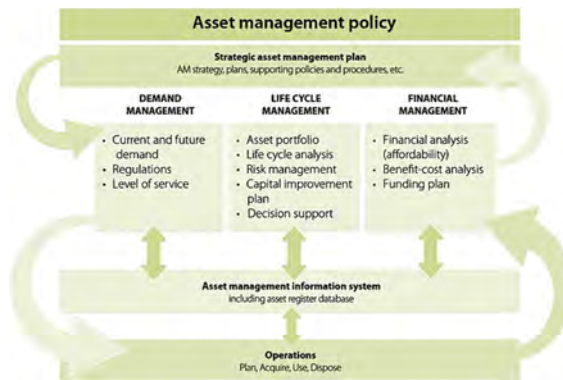 Asset management policy
Strategic asset management plan
AM strategy, plans, supporting policies and procedures, etc.
DEMAND
MANAGEMENT
• Current and future
demand
• Regulations
• Level of service
LIFE CYCLE
MANAGEMENT
• Asset portfolio
• Life cycle analysis
• Risk management
• Capital improvement
plan
• Decision support
FINANCIAL
MANAGEMENT
• Financial analysis
(affordability)
• Benefit-cost analysis
• Funding plan
Asset management information system
including asset register database
Operations
Plan, Acquire, Use, Dispose